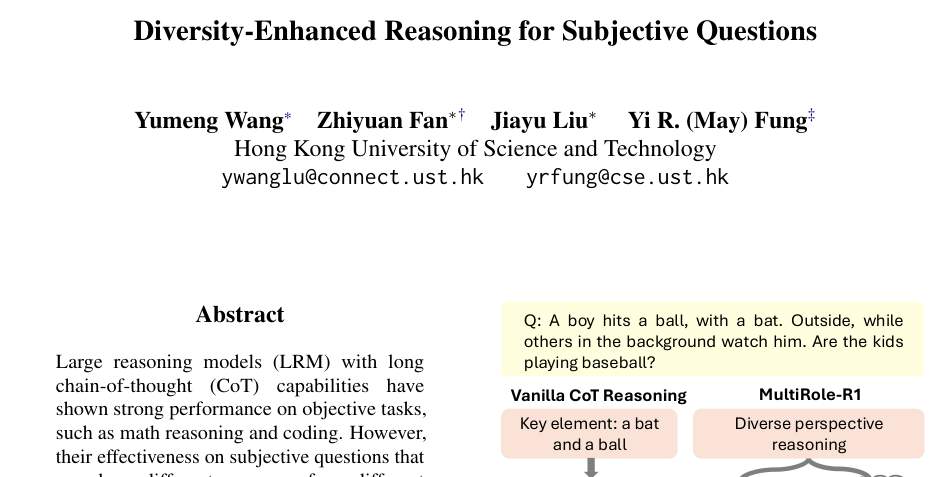 Diversity-Enhanced Reasoning for Subjective Questions
Yumeng Wang* Zhiyuan Fan*† Jiayu Liu* Yi R. (May) Fung‡
Hong Kong University of Science and Technology
ywanglu@connect.ust.hk yrfung@cse.ust.hk
Abstract
Large reasoning models (LRM) with long
chain-of-thought (CoT) capabilities have
shown strong performance on objective tasks,
such as math reasoning and coding. However,
their effectiveness on subjective questions that
Q: A boy hits a ball, with a bat. Outside, while
others in the background watch him. Are the kids
playing baseball?
Vanilla CoT Reasoning
Key element: a bat
and a ball
MultiRole-R1
Diverse perspective
reasoning